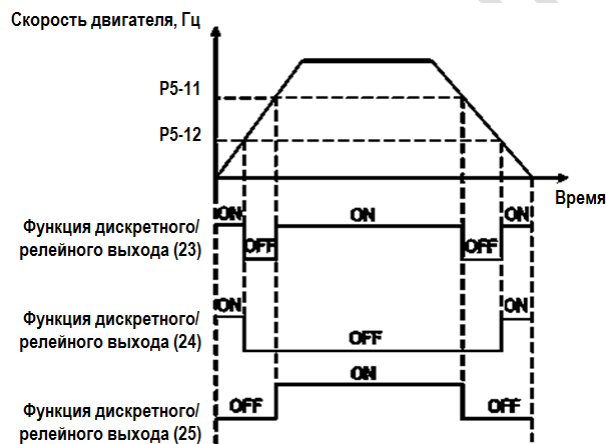 Скорость двигателя, Гц
P5-11
P5-12
Время
Функция дискретного/
релейного выхода (23)
ON
OFF
ON
OFF
ON
Функция дискретного/
релейного выхода (24)
ON
OFF
ON
Функция дискретного/
релейного выхода (25)
OFF
ON
OFF